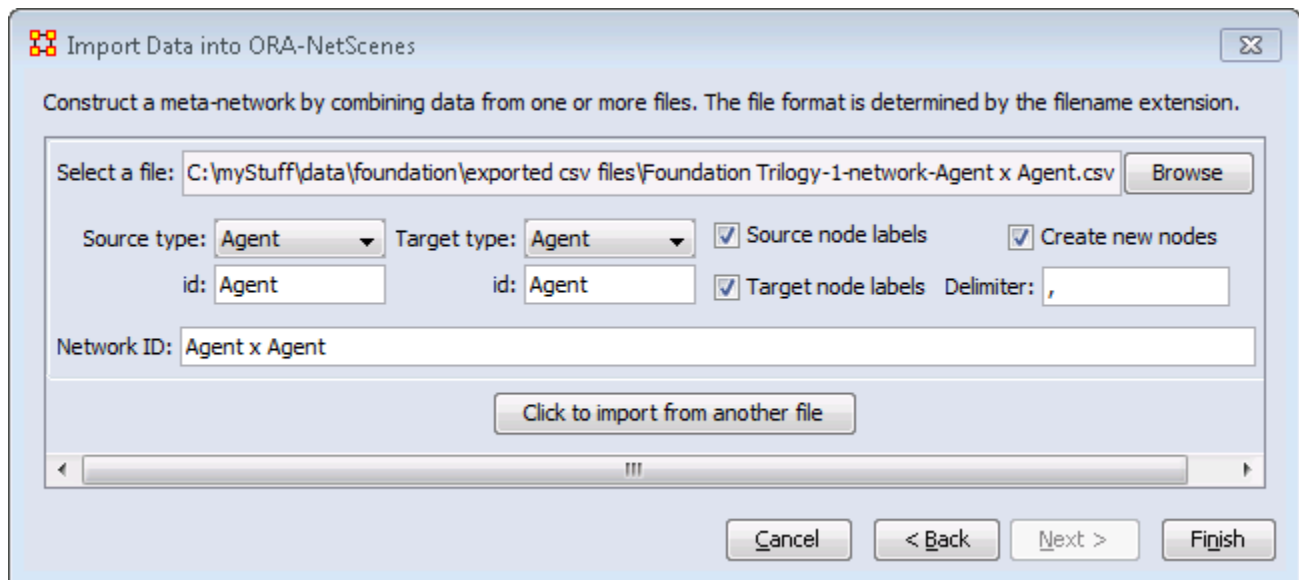 Import Data into ORA-NetScenes
Construct a meta-network by combining data from one or more files. The file format is determined by the filename extension.
Select a file: C:\myStuff\data\foundation\exported csv files\Foundation Trilogy-1-network-Agent x Agent.csv Browse
Source type: Agent Target type: Agent Source node labels Create new nodes
id: Agent id: Agent Target node labels Delimiter: ,
Network ID: Agent x Agent
Click to import from another file
Cancel < Back Next > Finish